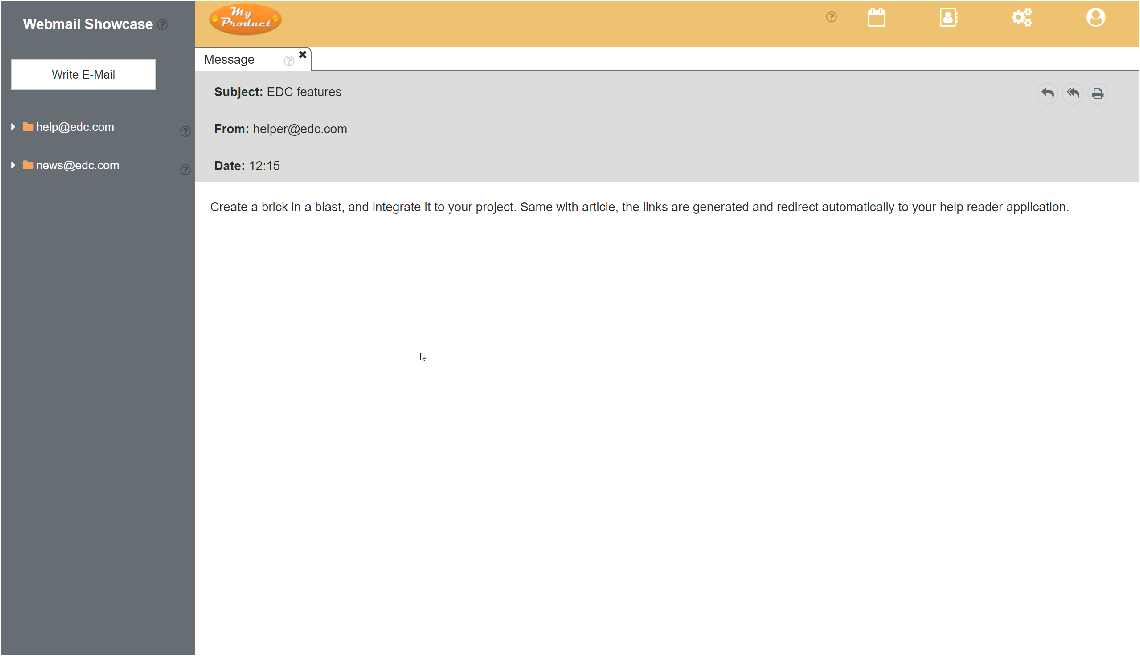 Webmail Showcase
My
Product
Write E-Mail
Message
Subject: EDC features
help@edc.com
From: helper@edc.com
news@edc.com
Date: 12:15
Create a brick in a blast, and integrate it to your project. Same with article, the links are generated and redirect automatically to your help reader application.